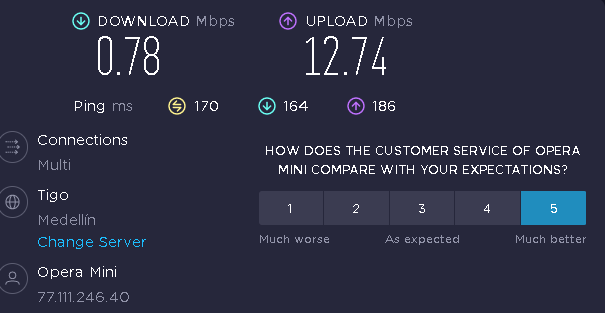 DOWNLOAD Mbps
UPLOAD Mbps
0.78
12.74
Ping ms 170 164 186
Connections
Multi
Tigo
Medellín
Change Server
Opera Mini
77.111.246.40
HOW DOES THE CUSTOMER SERVICE OF OPERA
MINI COMPARE WITH YOUR EXPECTATIONS?
1 2 3 4 5
Much worse As expected Much better